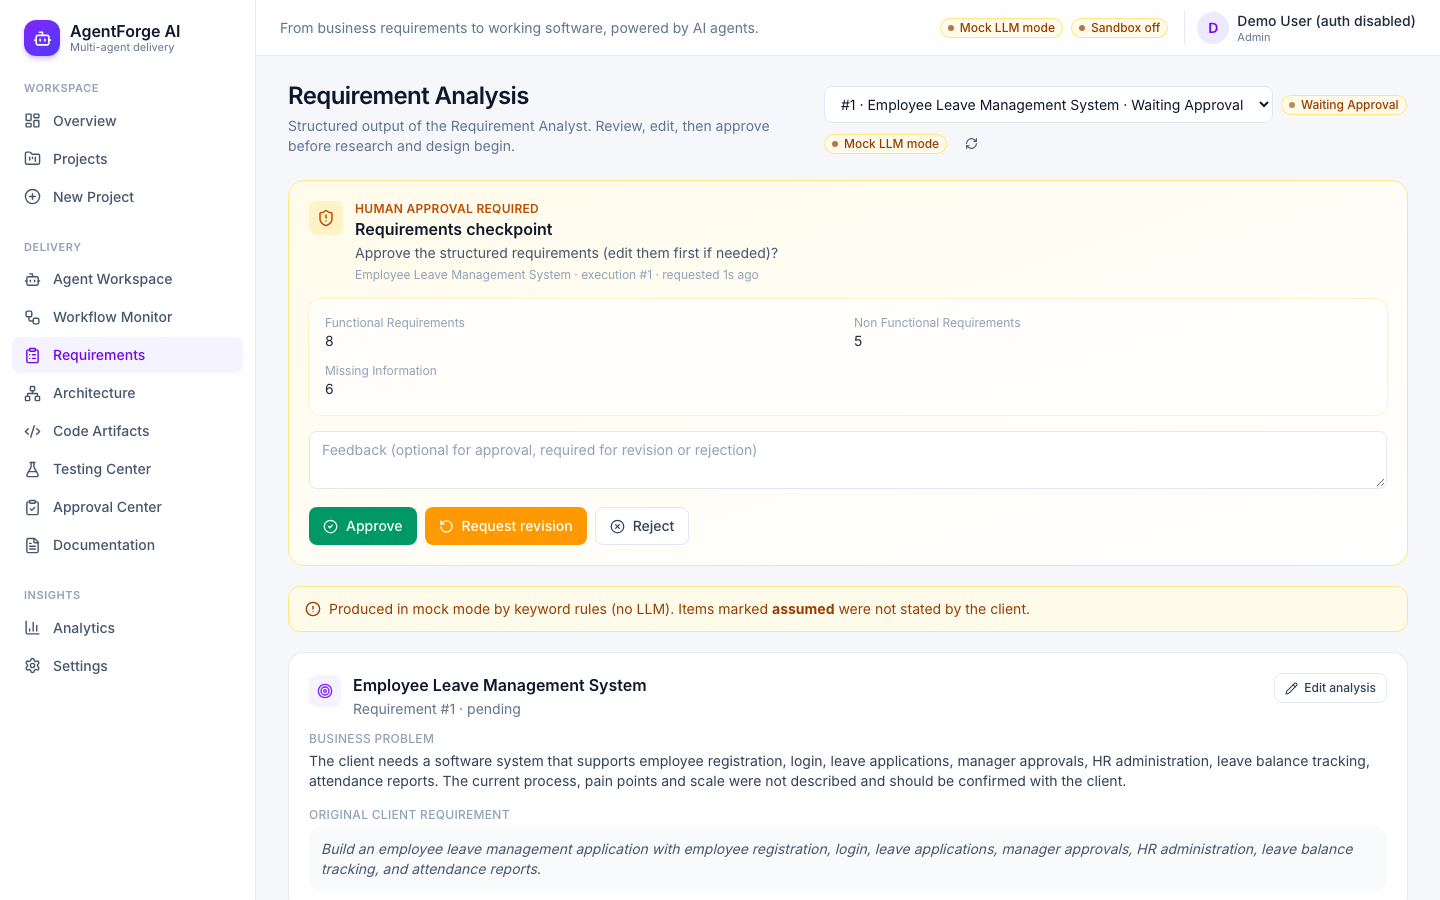 AgentForge AI
Multi-agent delivery
WORKSPACE
Overview
Projects
New Project
DELIVERY
Agent Workspace
Workflow Monitor
Requirements
Architecture
Code Artifacts
Testing Center
Approval Center
Documentation
INSIGHTS
Analytics
Settings
From business requirements to working software, powered by AI agents.
Mock LLM mode
Sandbox off
D
Demo User (auth disabled)
Admin
Requirement Analysis
Structured output of the Requirement Analyst. Review, edit, then approve
before research and design begin.
#1 · Employee Leave Management System · Waiting Approval
Waiting Approval
Mock LLM mode
HUMAN APPROVAL REQUIRED
Requirements checkpoint
Approve the structured requirements (edit them first if needed)?
Employee Leave Management System · execution #1 · requested 1s ago
Functional Requirements
8
Non Functional Requirements
5
Missing Information
6
Feedback (optional for approval, required for revision or rejection)
Approve
Request revision
Reject
Produced in mock mode by keyword rules (no LLM). Items marked assumed were not stated by the client.
Employee Leave Management System
Requirement #1 · pending
Edit analysis
BUSINESS PROBLEM
The client needs a software system that supports employee registration, login, leave applications, manager approvals, HR administration, leave balance tracking,
attendance reports. The current process, pain points and scale were not described and should be confirmed with the client.
ORIGINAL CLIENT REQUIREMENT
Build an employee leave management application with employee registration, login, leave applications, manager approvals, HR administration, leave balance
tracking, and attendance reports.